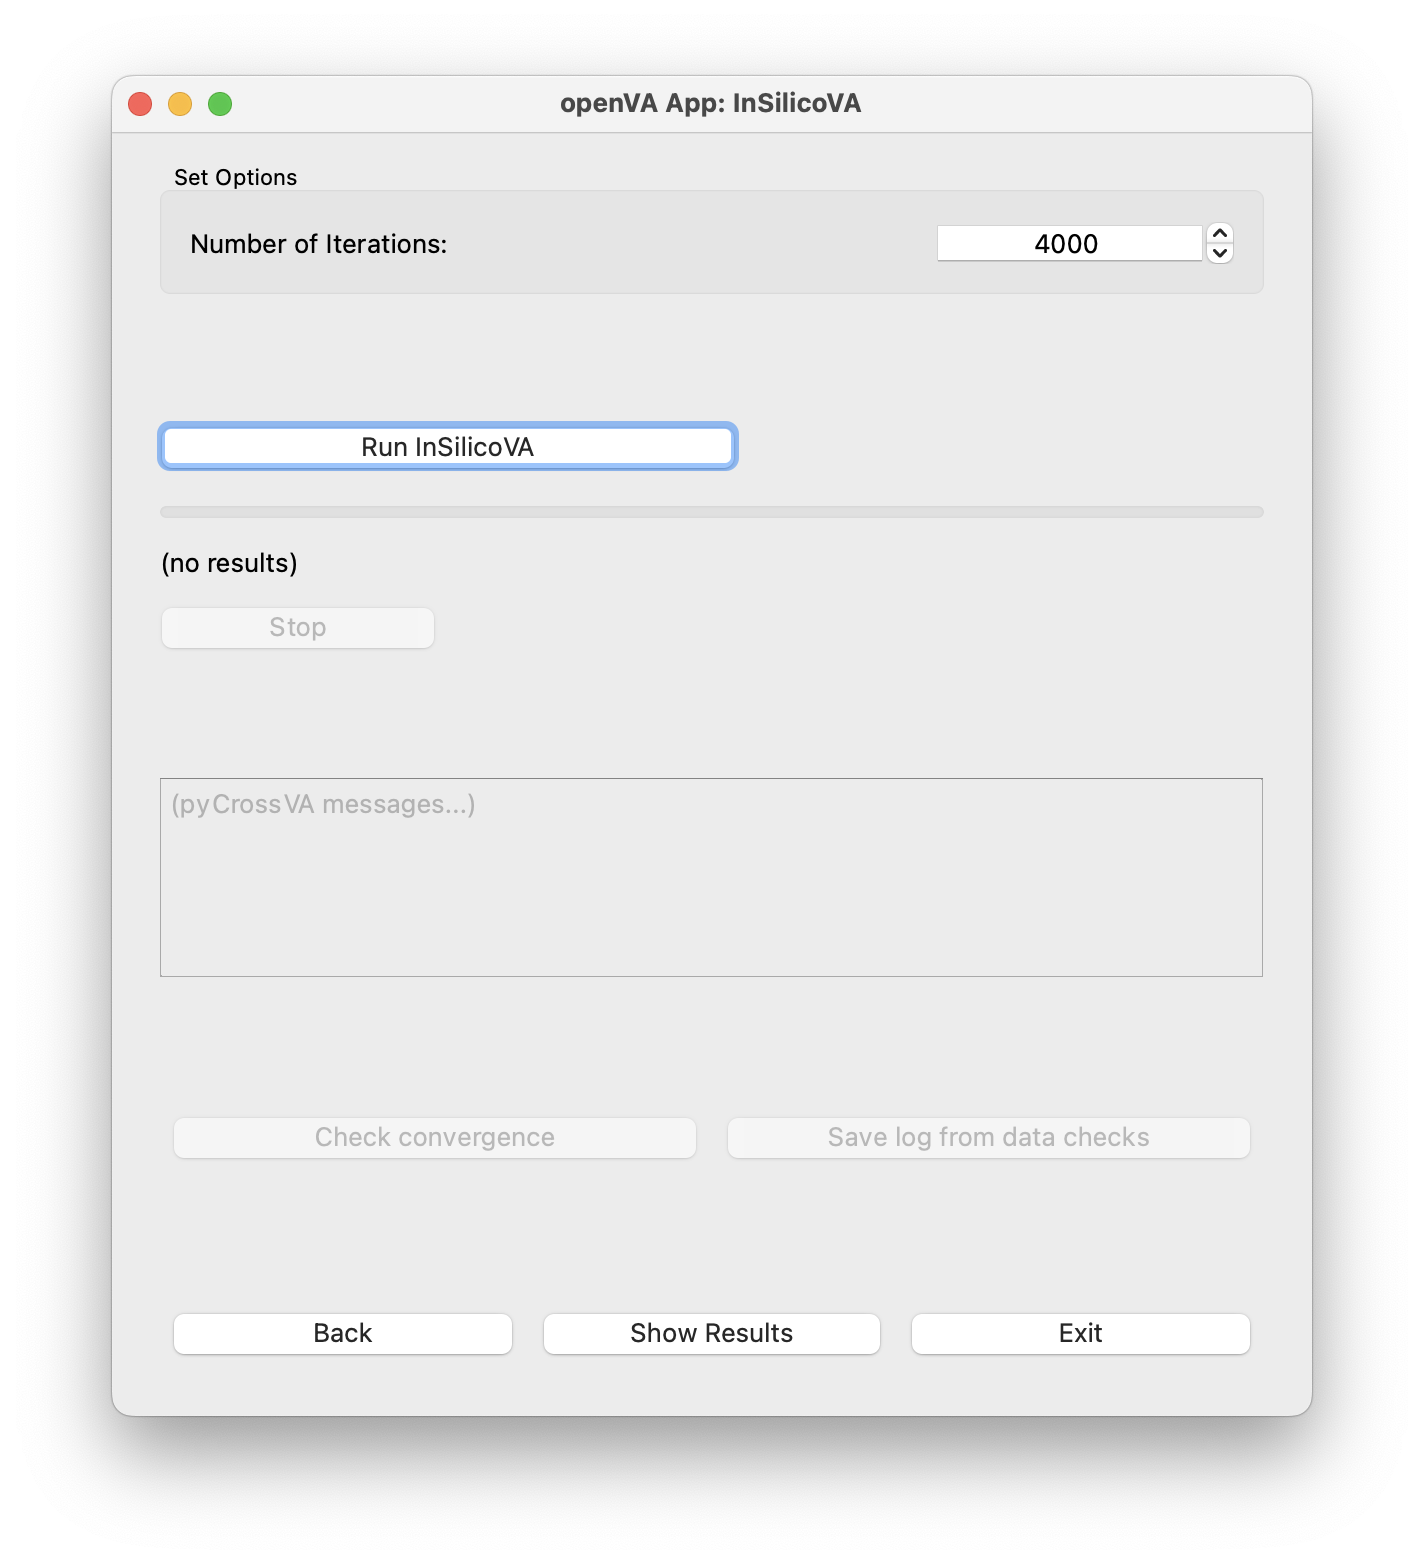 openVA App: InSilicoVA
Set Options
Number of Iterations:
4000
Run InSilicoVA
(no results)
Stop
(pyCrossVA messages...)
Check convergence
Save log from data checks
Back
Show Results
Exit